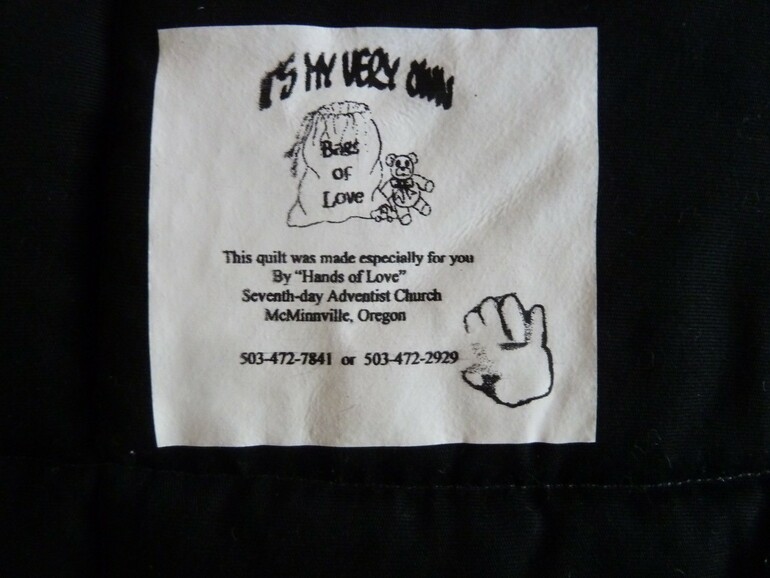 It's MY VERY OWN
Bags
of
Love
This quilt was made especially for you
By “Hands of Love”
Seventh-day Adventist Church
McMinnville, Oregon
503-472-7841 or 503-472-2929